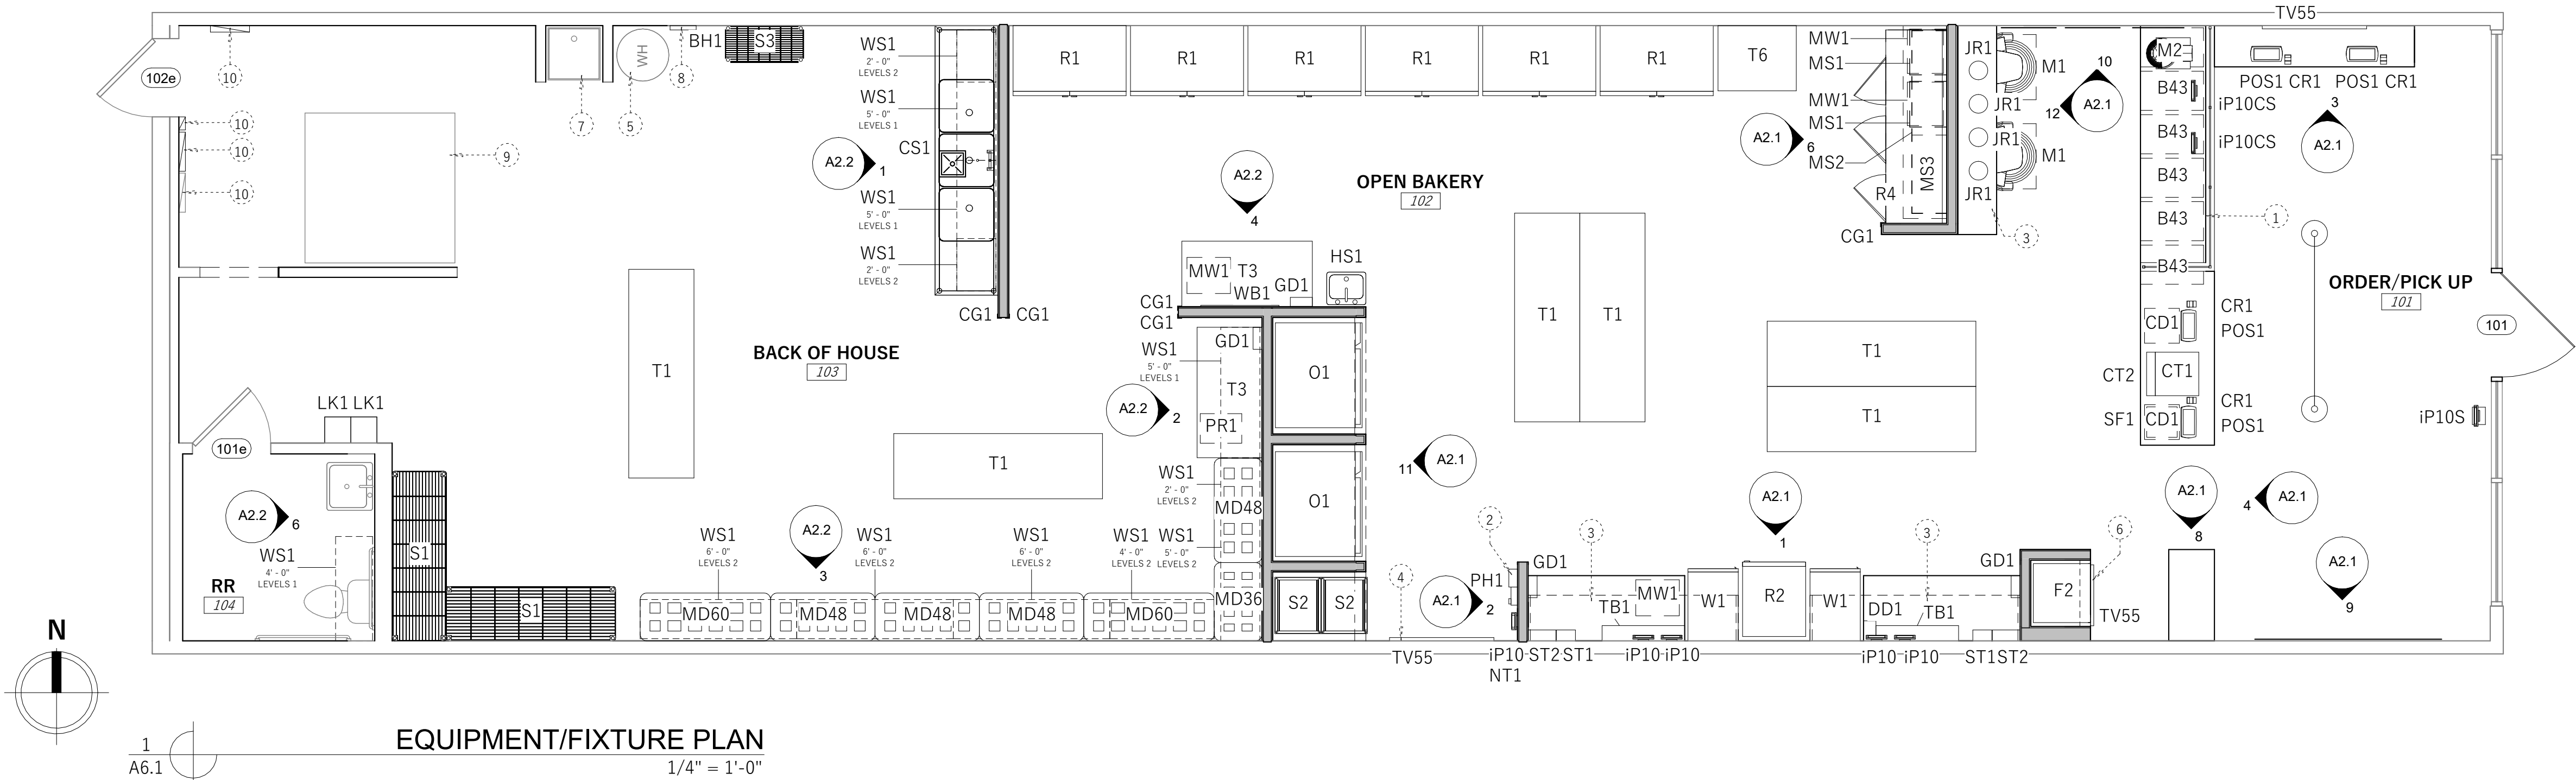 TV55
102e
10
7
WH
5
8
BH1
S3
WS1
2' - 0"
LEVELS 2
R1
R1
R1
R1
R1
R1
T6
MW1
MS1
JR1
M1
10
A2.1
12
M2
POS1 CR1
POS1 CR1
B43
iP10CS
3
A2.1
10
10
10
9
WS1
5' - 0"
LEVELS 1
CS1
A2.2
1
WS1
5' - 0"
LEVELS 1
WS1
2' - 0"
LEVELS 2
CG1
CG1
A2.2
4
OPEN BAKERY
102
A2.1
6
MW1
MS1
MS2
MS3
R4
CG1
JR1
JR1
JR1
M1
3
B43
iP10CS
B43
B43
B43
1
MW1
T3
WB1
GD1
HS1
CG1
CG1
ORDER/PICK UP
101
101
CR1
POS1
CD1
CT2
CT1
SF1
CD1
CR1
POS1
iP10S
BACK OF HOUSE
103
T1
T1
WS1
5' - 0"
LEVELS 1
GD1
T3
A2.2
2
PR1
O1
O1
T1
T1
T1
T1
LK1 LK1
101e
A2.2
6
WS1
4' - 0"
LEVELS 1
RR
104
S1
S1
A2.2
3
WS1
6' - 0"
LEVELS 2
WS1
6' - 0"
LEVELS 2
WS1
6' - 0"
LEVELS 2
WS1
4' - 0"
LEVELS 2
WS1
5' - 0"
LEVELS 2
WS1
2' - 0"
LEVELS 2
MD48
MD36
MD60
MD48
MD48
MD48
MD60
S2
S2
11
A2.1
4
2
A2.1
2
PH1
GD1
3
TB1
MW1
W1
R2
W1
A2.1
1
3
DD1
TB1
GD1
F2
6
TV55
A2.1
8
4
A2.1
A2.1
9
TV55
iP10
NT1
ST2
ST1
iP10
iP10
iP10
iP10
ST1
ST2
N
1
A6.1
EQUIPMENT/FIXTURE PLAN
1/4" = 1'-0"